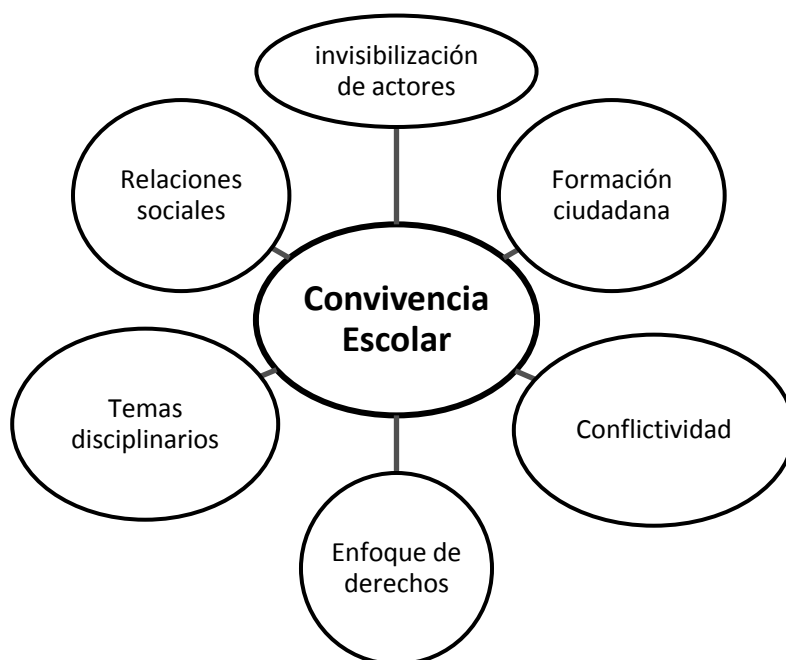 invisibilización
de actores
Relaciones
sociales
Formación
ciudadana
Convivencia
Escolar
Temas
disciplinarios
Conflictividad
Enfoque de
derechos